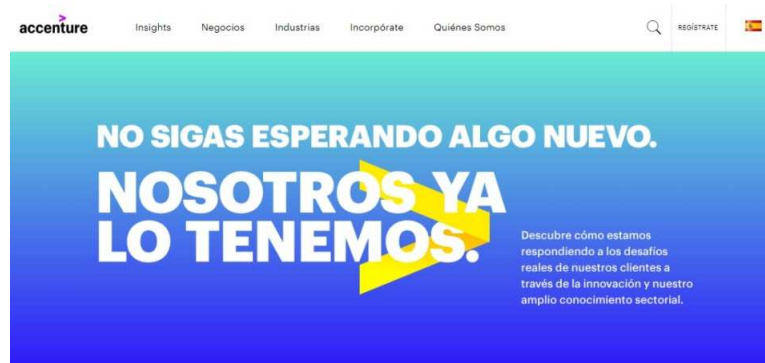 accenture
Insights Negocios Industrias Incorpórate Quiénes Somos
REGÍSTRATE
NO SIGAS ESPERANDO ALGO NUEVO.
NOSOTROS YA
LO TENEMOS.
Descubre cómo estamos
respondiendo a los desafíos
reales de nuestros clientes a
través de la innovación y nuestro
amplio conocimiento sectorial.